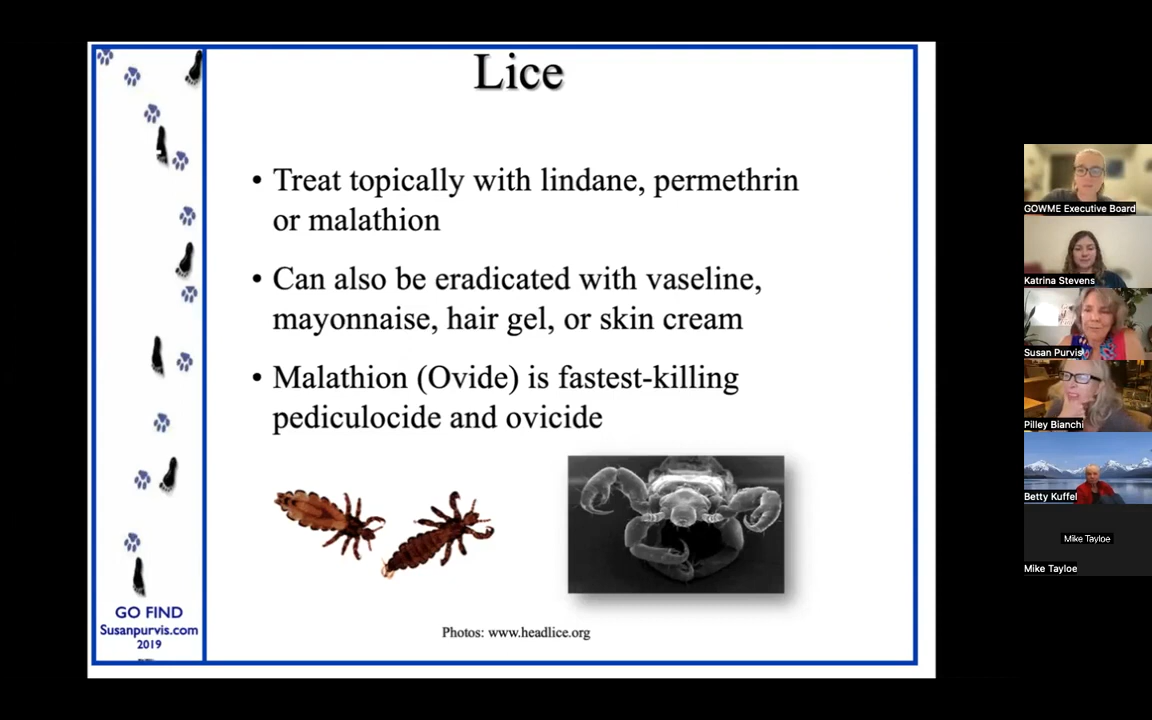 Lice
• Treat topically with lindane, permethrin
or malathion
• Can also be eradicated with vaseline,
mayonnaise, hair gel, or skin cream
• Malathion (Ovide) is fastest-killing
pediculocide and ovicide
Photos: www.headlice.org
GO FIND
Susanpurvis.com
2019
GOWME Executive Board
Katrina Stevens
Susan Purvis
Pilley Bianchi
Betty Kuffel
Mike Tayloe
Mike Tayloe